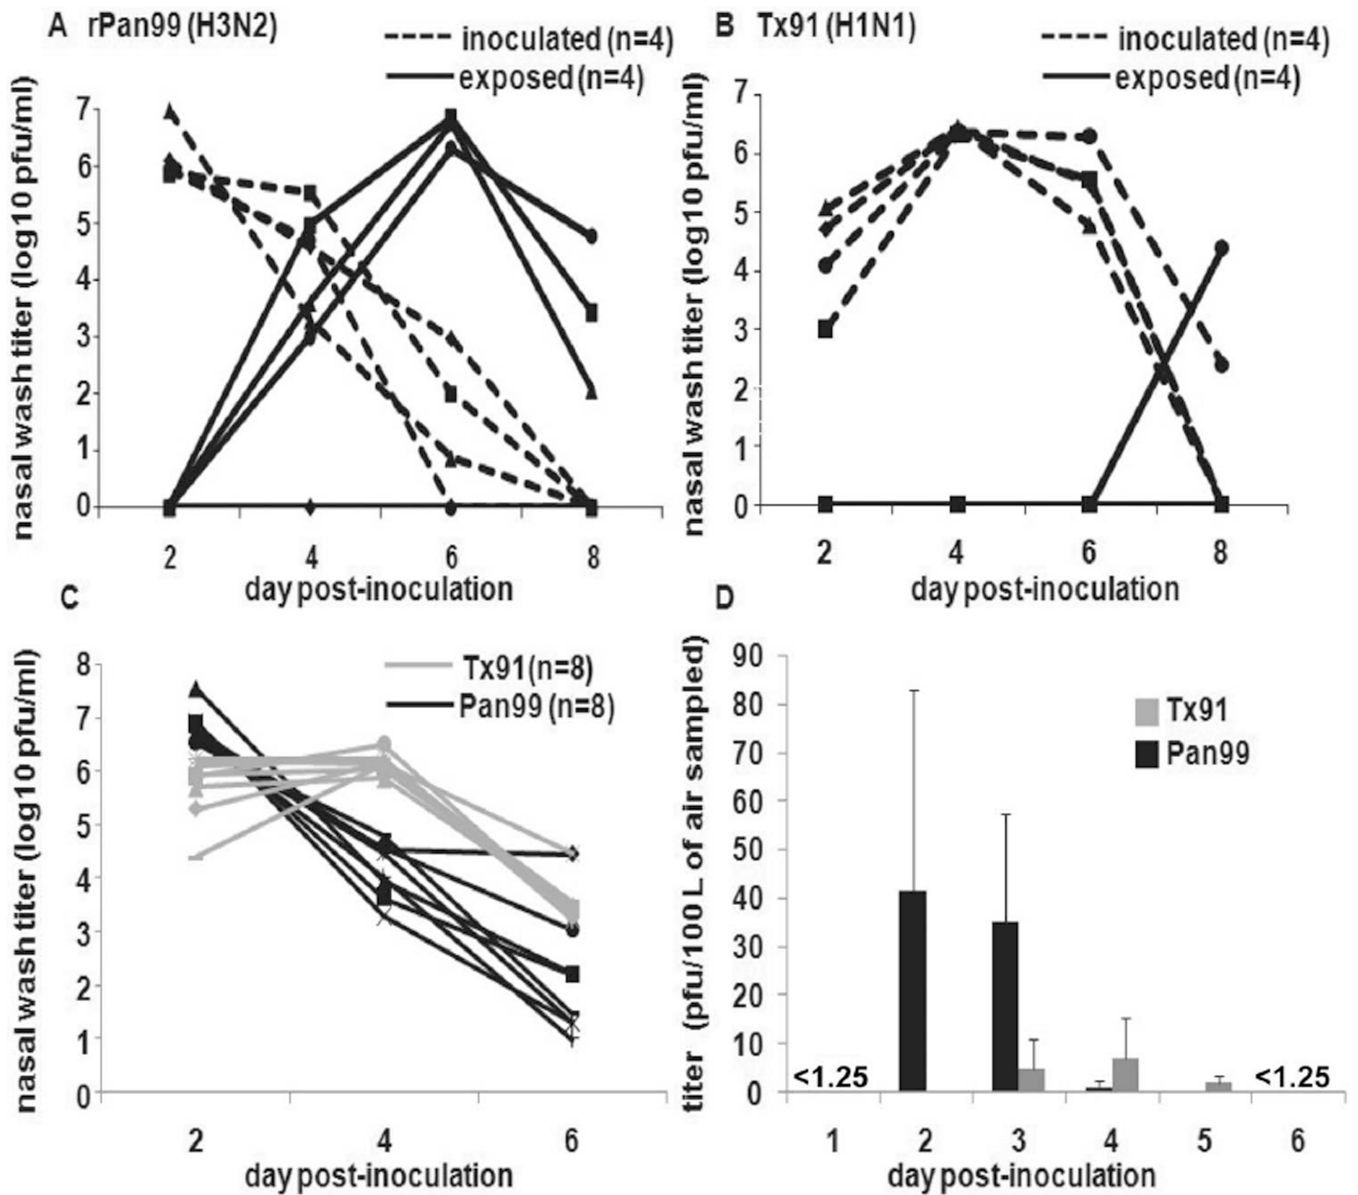 A rPan99 (H3N2)
inoculated (n=4)
exposed (n=4)
nasal wash titer (log10 pfu/ml)
7
6
5
4
3
2
1
0
2 4 6 8
day post-inoculation
B Tx91 (H1N1)
inoculated (n=4)
exposed (n=4)
nasal wash titer (log10 pfu/ml)
7
6
5
4
3
2
1
0
2 4 6 8
day post-inoculation
C
Tx91(n=8)
Pan99 (n=8)
nasal wash titer (log10 pfu/ml)
8
7
6
5
4
3
2
1
0
2 4 6
day post-inoculation
D
Tx91
Pan99
titer (pfu/100 L of air sampled)
90
80
70
60
50
40
30
20
10
0
<1.25 <1.25
1 2 3 4 5 6
day post-inoculation